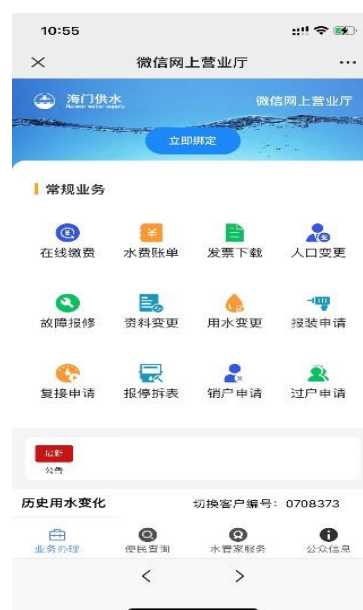 10:55
微信网上营业厅
海门供水
微信网上营业厅
立即绑定
常规业务
在线缴费 水费账单 发票下载 人口变更
故障报修 资料变更 用水变更 报装申请
复接申请 报停拆表 销户申请 过户申请
最新
公告
历史用水变化 切换客户编号：0708373
业务办理 便民查询 水管家服务 公众信息